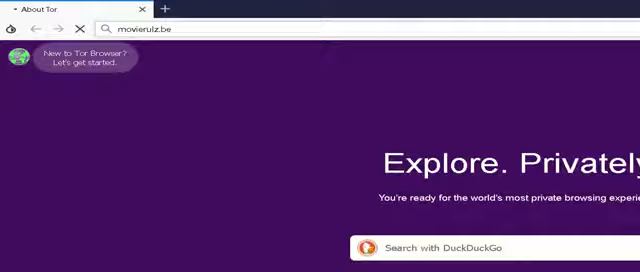 About Tor
movierulz.be
New to Tor Browser?
Let's get started.
Explore. Privately
You're ready for the world's most private browsing experie
Search with DuckDuckGo